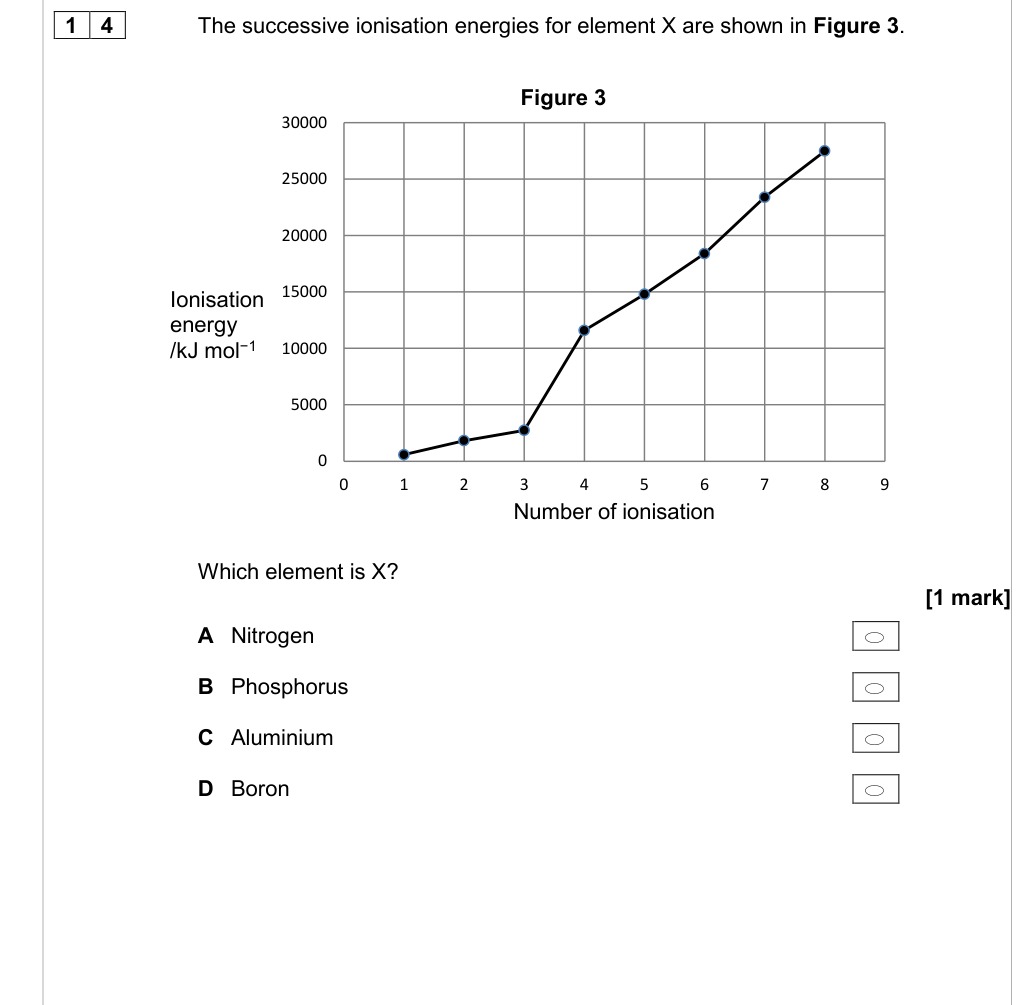 1 4 The successive ionisation energies for element X are shown in Figure 3.
Figure 3
30000
25000
20000
15000
10000
5000
0
Ionisation
energy
/kJ mol⁻¹
0 1 2 3 4 5 6 7 8 9
Number of ionisation
Which element is X?
[1 mark]
A Nitrogen
B Phosphorus
C Aluminium
D Boron